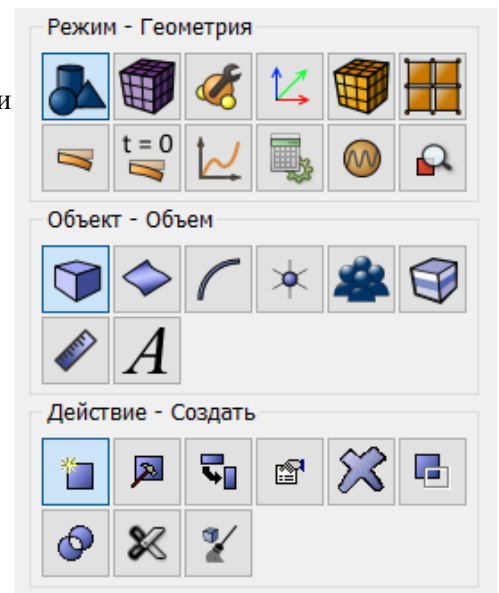 Режим - Геометрия
и
t = 0
Объект - Объем
A
Действие - Создать